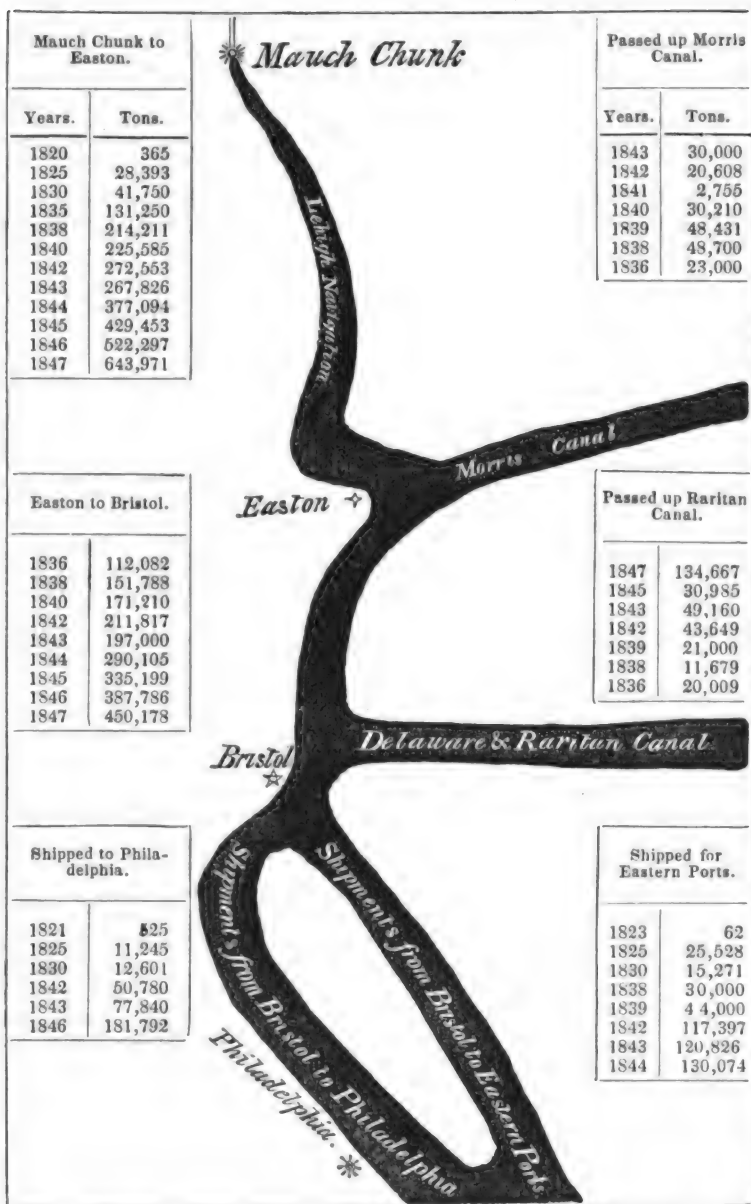 Mauch Chunk to
Easton.
Years. Tons.
1820 365
1825 28,393
1830 41,750
1835 131,250
1838 214,211
1840 225,585
1842 272,553
1843 267,826
1844 377,094
1845 429,453
1846 522,297
1847 643,971
Mauch Chunk
Passed up Morris
Canal.
Years. Tons.
1843 30,000
1842 20,608
1841 2,755
1840 30,210
1839 48,431
1838 48,700
1836 23,000
Lehigh Navigation
Morris Canal
Easton
Easton to Bristol.
1836 112,082
1838 151,788
1840 171,210
1842 211,817
1843 197,000
1844 290,105
1845 335,199
1846 387,786
1847 450,178
Passed up Raritan
Canal.
1847 134,667
1845 30,985
1843 49,160
1842 43,649
1839 21,000
1838 11,679
1836 20,009
Delaware & Raritan Canal.
Bristol
Shipped to Phila-
delphia.
1821 525
1825 11,245
1830 12,601
1842 50,780
1843 77,840
1846 181,792
Shipments from Bristol to Philadelphia
Shipments from Bristol to Eastern Ports
Philadelphia.
Shipped for
Eastern Ports.
1823 62
1825 25,528
1830 15,271
1838 30,000
1839 44,000
1842 117,397
1843 120,826
1844 130,074